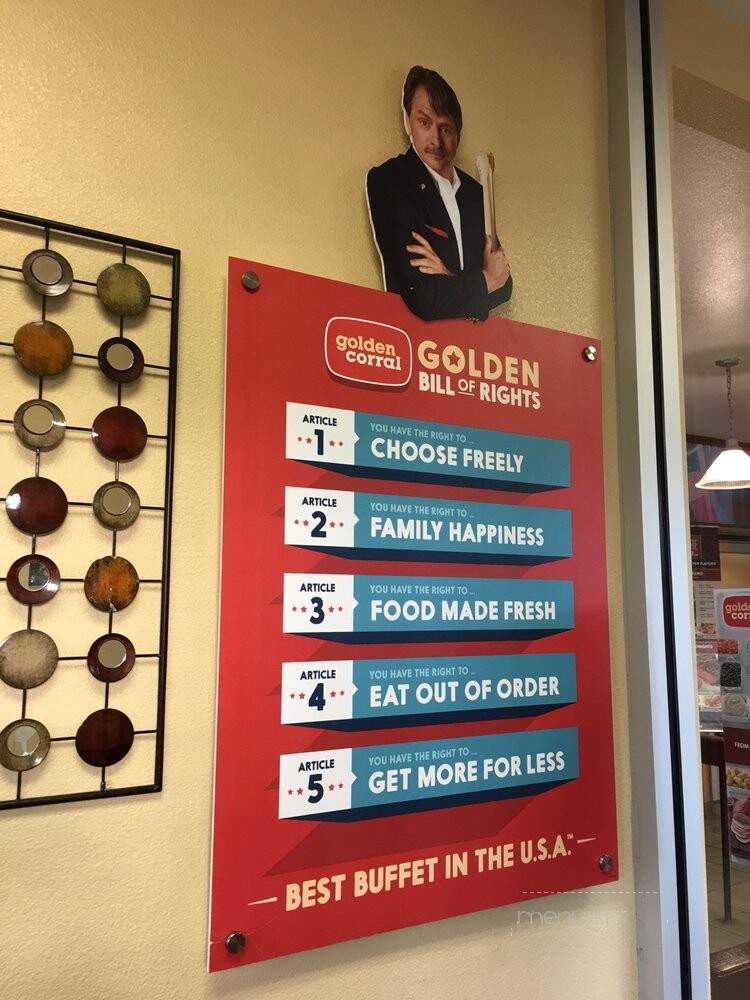 golden
corral
GOLDEN
BILL OF RIGHTS
ARTICLE
1
YOU HAVE THE RIGHT TO ...
CHOOSE FREELY
ARTICLE
2
YOU HAVE THE RIGHT TO ...
FAMILY HAPPINESS
ARTICLE
3
YOU HAVE THE RIGHT TO ...
FOOD MADE FRESH
ARTICLE
4
YOU HAVE THE RIGHT TO ...
EAT OUT OF ORDER
ARTICLE
5
YOU HAVE THE RIGHT TO ...
GET MORE FOR LESS
BEST BUFFET IN THE U.S.A.™
FROM